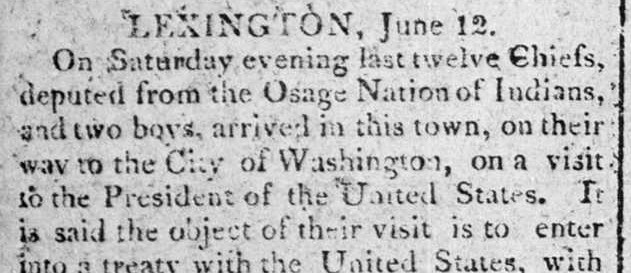 LEXINGTON, June 12.
On Saturday evening last twelve Chiefs,
deputed from the Osage Nation of Indians,
and two boys, arrived in this town, on their
way to the City of Washington, on a visit
to the President of the United States. It
is said the object of their visit is to enter
into a treaty with the United States, with